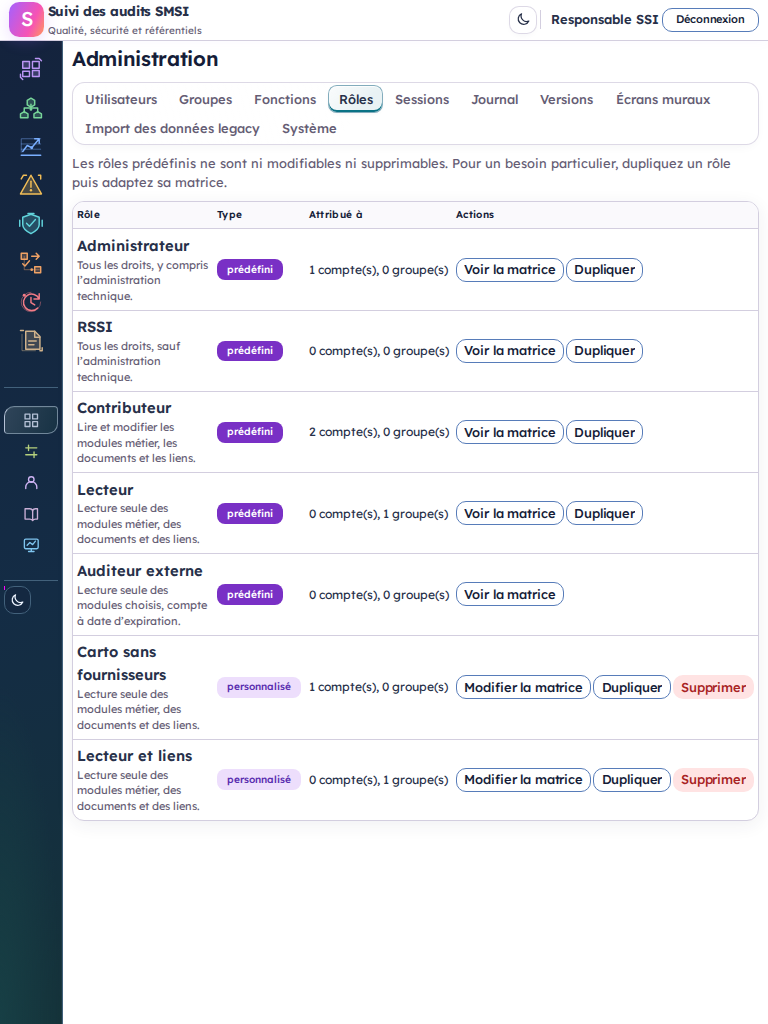 S
Suivi des audits SMSI
Qualité, sécurité et référentiels
Responsable SSI
Déconnexion
Administration
Utilisateurs Groupes Fonctions Rôles Sessions Journal Versions Écrans muraux
Import des données legacy Système
Les rôles prédéfinis ne sont ni modifiables ni supprimables. Pour un besoin particulier, dupliquez un rôle
puis adaptez sa matrice.
Rôle Type Attribué à Actions
Administrateur
Tous les droits, y compris
l’administration
technique.
prédéfini 1 compte(s), 0 groupe(s) Voir la matrice Dupliquer
RSSI
Tous les droits, sauf
l’administration
technique.
prédéfini 0 compte(s), 0 groupe(s) Voir la matrice Dupliquer
Contributeur
Lire et modifier les
modules métier, les
documents et les liens.
prédéfini 2 compte(s), 0 groupe(s) Voir la matrice Dupliquer
Lecteur
Lecture seule des
modules métier, des
documents et des liens.
prédéfini 0 compte(s), 1 groupe(s) Voir la matrice Dupliquer
Auditeur externe
Lecture seule des
modules choisis, compte
à date d’expiration.
prédéfini 0 compte(s), 0 groupe(s) Voir la matrice
Carto sans
fournisseurs
Lecture seule des
modules métier, des
documents et des liens.
personnalisé 1 compte(s), 0 groupe(s) Modifier la matrice Dupliquer Supprimer
Lecteur et liens
Lecture seule des
modules métier, des
documents et des liens.
personnalisé 0 compte(s), 1 groupe(s) Modifier la matrice Dupliquer Supprimer